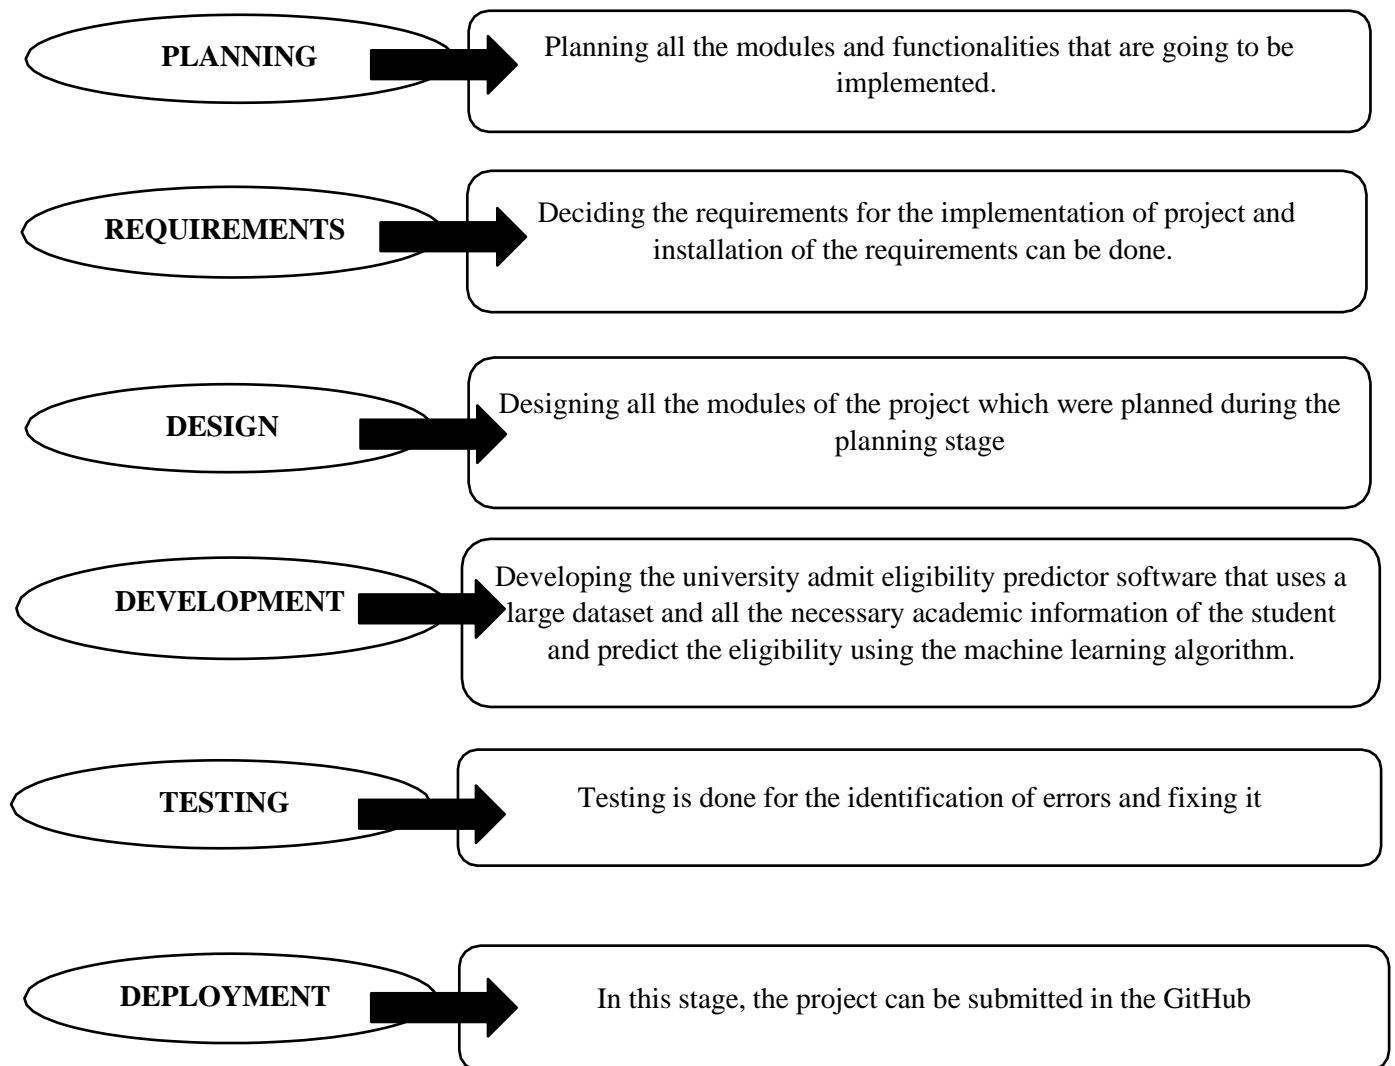 PLANNING
Planning all the modules and functionalities that are going to be
implemented.
REQUIREMENTS
Deciding the requirements for the implementation of project and
installation of the requirements can be done.
DESIGN
Designing all the modules of the project which were planned during the
planning stage
DEVELOPMENT
Developing the university admit eligibility predictor software that uses a
large dataset and all the necessary academic information of the student
and predict the eligibility using the machine learning algorithm.
TESTING
Testing is done for the identification of errors and fixing it
DEPLOYMENT
In this stage, the project can be submitted in the GitHub